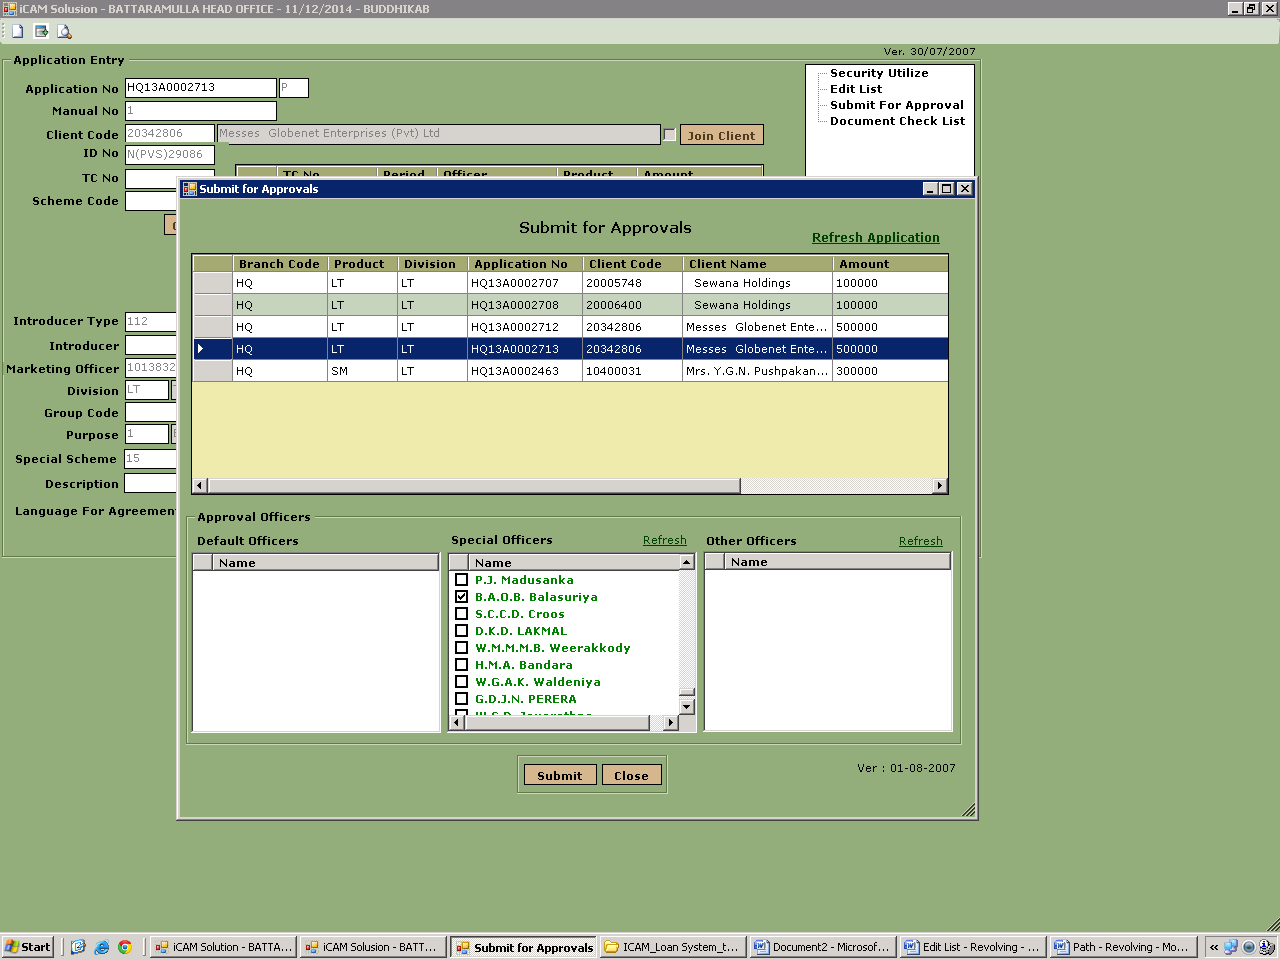 iCAM Solusion - BATTARAMULLA HEAD OFFICE - 11/12/2014 - BUDDHIKAB
Ver. 30/07/2007
Application Entry
Application No HQ13A0002713 P
Manual No 1
Client Code 20342806 Messes Globenet Enterprises (Pvt) Ltd Join Client
ID No N(PVS)29086
TC No
Scheme Code
TC No Period Officer Product Amount
Security Utilize
Edit List
Submit For Approval
Document Check List
Introducer Type 112
Introducer
Marketing Officer 1013832
Division LT
Group Code
Purpose 1
Special Scheme 15
Description
Language For Agreement
Submit for Approvals
Submit for Approvals
Refresh Application
Branch Code Product Division Application No Client Code Client Name Amount
HQ LT LT HQ13A0002707 20005748 Sewana Holdings 100000
HQ LT LT HQ13A0002708 20006400 Sewana Holdings 100000
HQ LT LT HQ13A0002712 20342806 Messes Globenet Ente... 500000
HQ LT LT HQ13A0002713 20342806 Messes Globenet Ente... 500000
HQ SM LT HQ13A0002463 10400031 Mrs. Y.G.N. Pushpakan... 300000
Approval Officers
Default Officers
Name
Special Officers Refresh
Name
P.J. Madusanka
B.A.O.B. Balasuriya
S.C.C.D. Croos
D.K.D. LAKMAL
W.M.M.M.B. Weerakkody
H.M.A. Bandara
W.G.A.K. Waldeniya
G.D.J.N. PERERA
Other Officers Refresh
Name
Submit Close
Ver : 01-08-2007
Start iCAM Solution - BATTA... iCAM Solusion - BATT... Submit for Approvals ICAM_Loan System_t... Document2 - Microsof... Edit List - Revolving - ... Path - Revolving - Mo... «